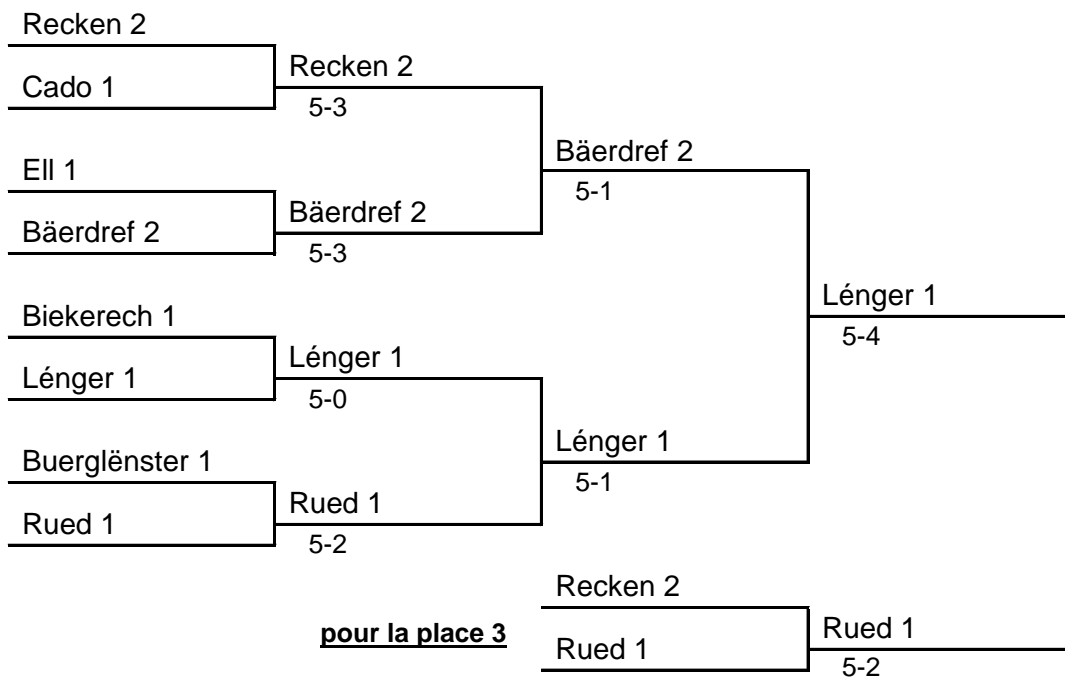 Recken 2
Cado 1
Recken 2
5-3
Ell 1
Bäerdref 2
Bäerdref 2
5-3
Bäerdref 2
5-1
Biekerech 1
Lénger 1
Lénger 1
5-0
Buerglënster 1
Rued 1
Rued 1
5-2
Lénger 1
5-1
Lénger 1
5-4
pour la place 3
Recken 2
Rued 1
Rued 1
5-2